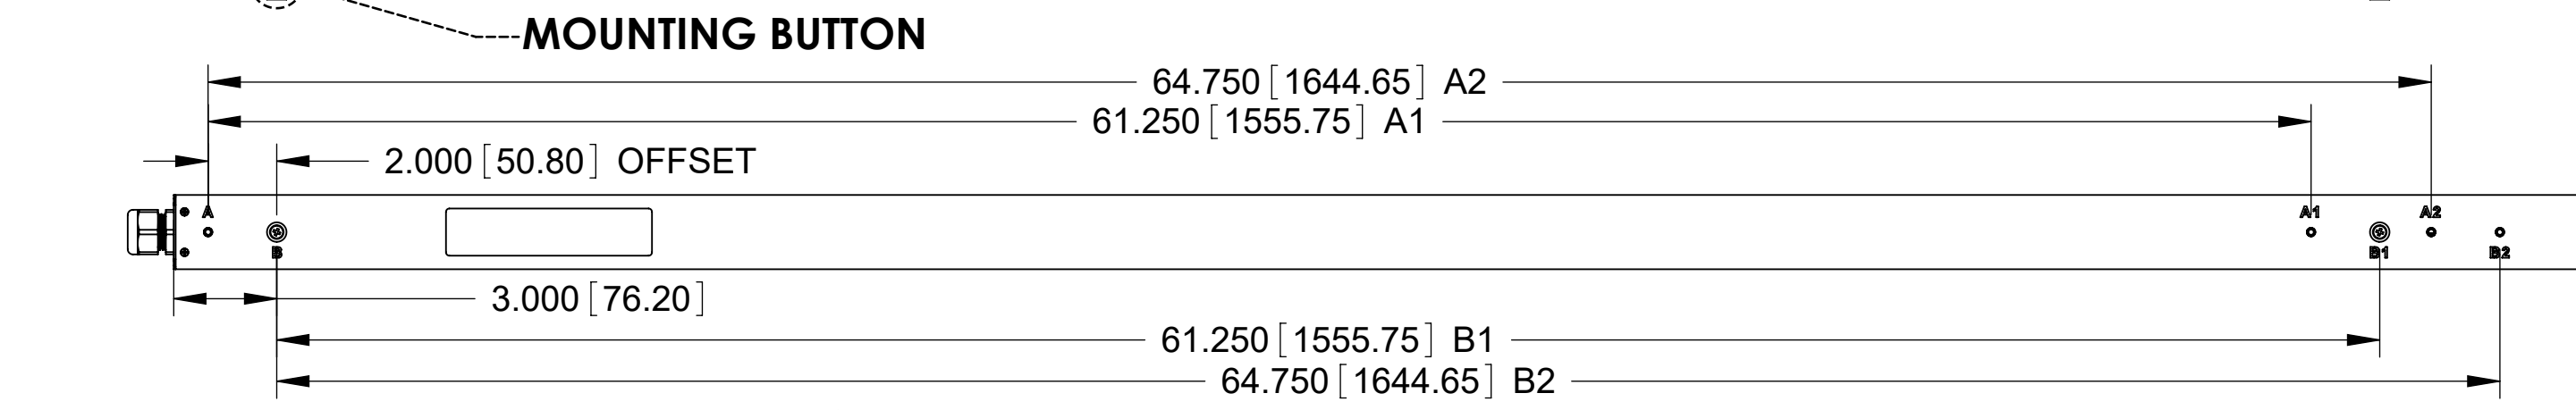 MOUNTING BUTTON
64.750 [1644.65] A2
61.250 [1555.75] A1
2.000 [50.80] OFFSET
A
A1
A2
B
B1
B2
3.000 [76.20]
61.250 [1555.75] B1
64.750 [1644.65] B2